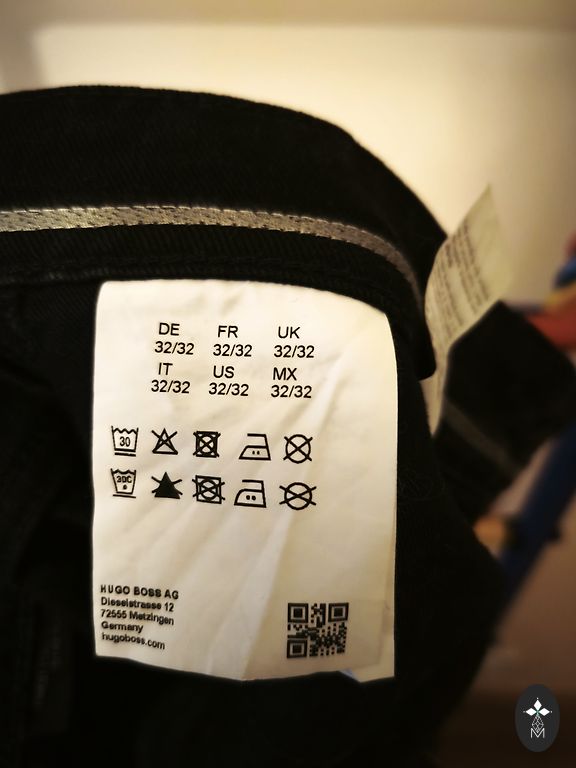 DE FR UK
32/32 32/32 32/32
IT US MX
32/32 32/32 32/32
30
30C
HUGO BOSS AG
Dieselstrasse 12
72555 Metzingen
Germany
hugoboss.com
M